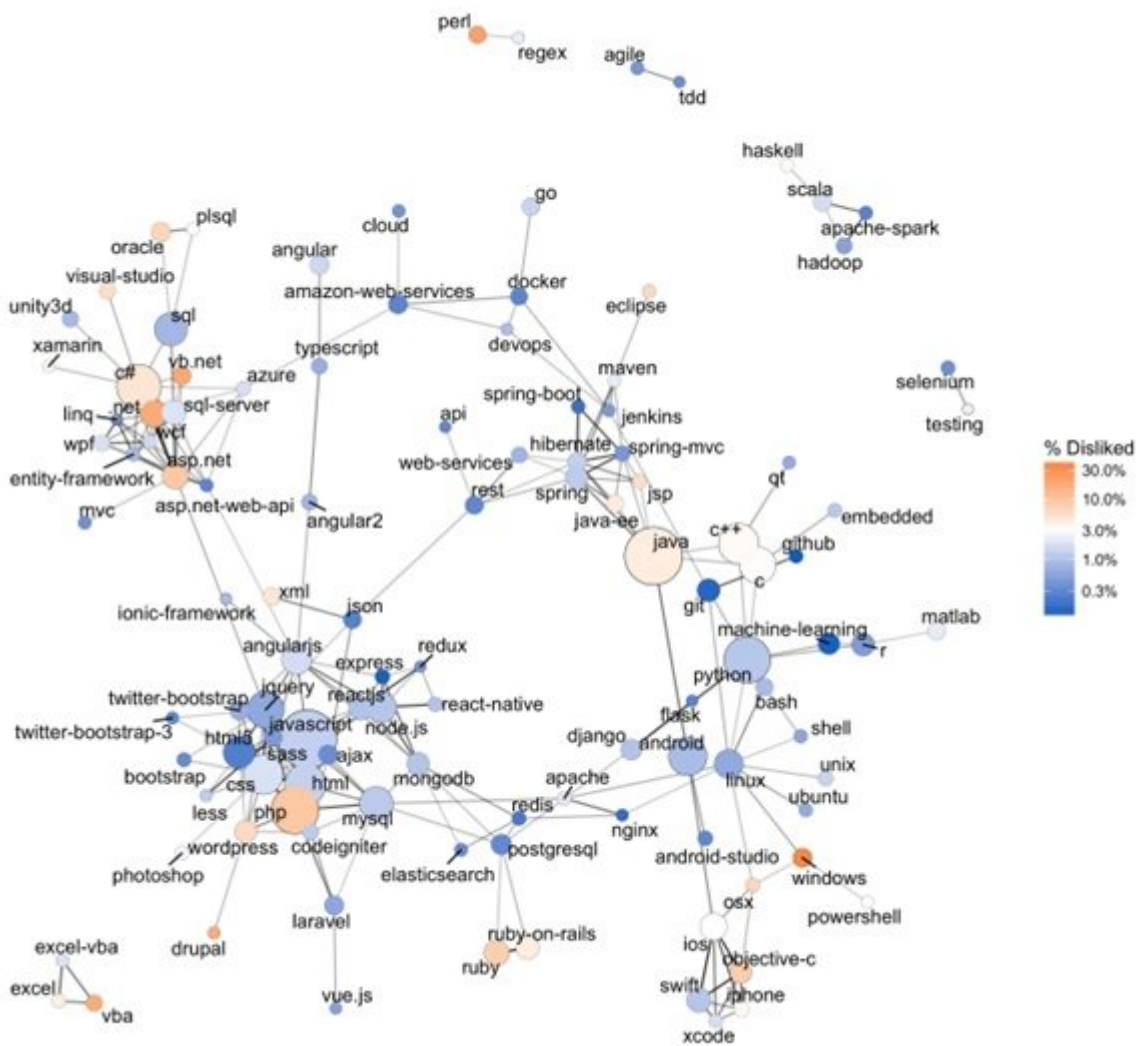 perl
regex
agile
tdd
haskell
scala
apache-spark
hadoop
go
cloud
plsql
oracle
angular
visual-studio
amazon-web-services
docker
eclipse
unity3d
sql
devops
xamarin
typescript
maven
vb.net
c#
azure
selenium
spring-boot
net
sql-server
jenkins
linq
testing
api
wcf
hibernate
spring-mvc
wpf
% Disliked
asp.net
web-services
30.0%
entity-framework
qt
rest
spring
jsp
10.0%
mvc
asp.net-web-api
angular2
java-ee
embedded
c++
3.0%
java
github
1.0%
c
xml
0.3%
ionic-framework
json
git
matlab
machine-learning
angularjs
redux
r
express
python
jquery
twitter-bootstrap
reactjs
react-native
bash
javascript
node.js
flask
twitter-bootstrap-3
shell
html5
django
android
sass
ajax
bootstrap
mongodb
unix
css
html
apache
linux
less
ubuntu
redis
php
mysql
nginx
wordpress
codeigniter
postgresql
android-studio
photoshop
elasticsearch
windows
osx
powershell
laravel
drupal
ruby-on-rails
excel-vba
ios
ruby
objective-c
excel
swift
iphone
vue.js
vba
xcode